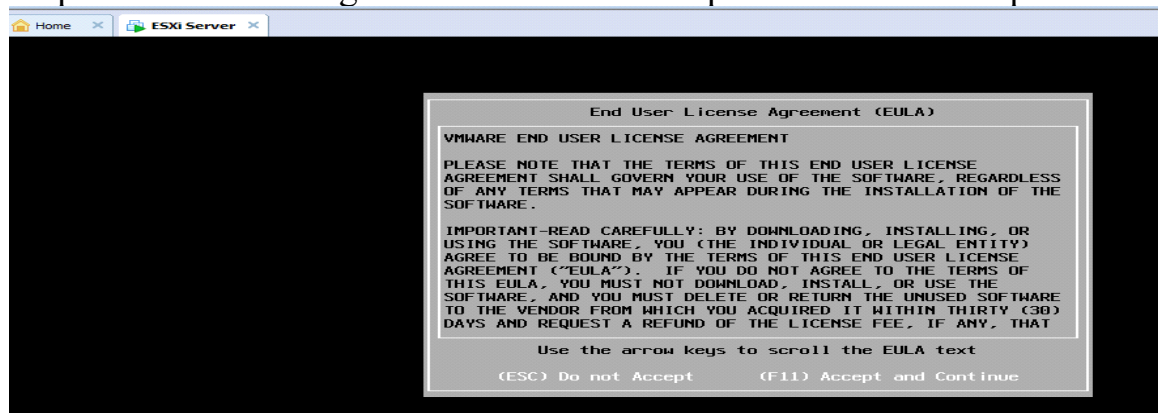 Home × ESXi Server ×
End User License Agreement (EULA)
VMWARE END USER LICENSE AGREEMENT
PLEASE NOTE THAT THE TERMS OF THIS END USER LICENSE
AGREEMENT SHALL GOVERN YOUR USE OF THE SOFTWARE, REGARDLESS
OF ANY TERMS THAT MAY APPEAR DURING THE INSTALLATION OF THE
SOFTWARE.
IMPORTANT-READ CAREFULLY: BY DOWNLOADING, INSTALLING, OR
USING THE SOFTWARE, YOU (THE INDIVIDUAL OR LEGAL ENTITY)
AGREE TO BE BOUND BY THE TERMS OF THIS END USER LICENSE
AGREEMENT ("EULA"). IF YOU DO NOT AGREE TO THE TERMS OF
THIS EULA, YOU MUST NOT DOWNLOAD, INSTALL, OR USE THE
SOFTWARE, AND YOU MUST DELETE OR RETURN THE UNUSED SOFTWARE
TO THE VENDOR FROM WHICH YOU ACQUIRED IT WITHIN THIRTY (30)
DAYS AND REQUEST A REFUND OF THE LICENSE FEE, IF ANY, THAT
Use the arrow keys to scroll the EULA text
(ESC) Do not Accept (F11) Accept and Continue